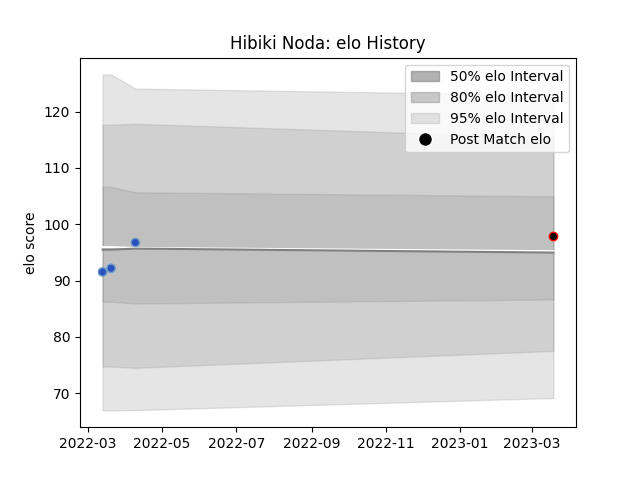 Hibiki Noda: elo History
50% elo Interval
80% elo Interval
95% elo Interval
Post Match elo
elo score
120
110
100
90
80
70
2022-03 2022-05 2022-07 2022-09 2022-11 2023-01 2023-03